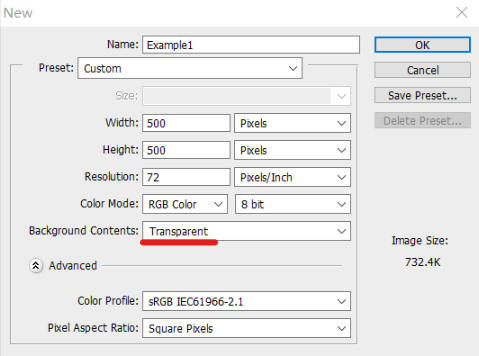 New
Name: Example1
OK
Preset: Custom
Cancel
Size:
Save Preset...
Width: 500 Pixels
Delete Preset...
Height: 500 Pixels
Resolution: 72 Pixels/Inch
Color Mode: RGB Color 8 bit
Background Contents: Transparent
Image Size:
732.4K
Advanced
Color Profile: sRGB IEC61966-2.1
Pixel Aspect Ratio: Square Pixels